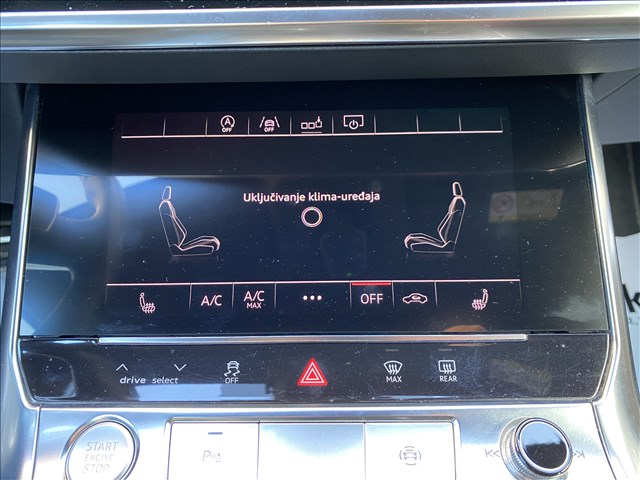 A
OFF
OFF
Uključivanje klima-uređaja
A/C
A/C
MAX
OFF
drive select
OFF
MAX
REAR
START
ENGINE
STOP
P